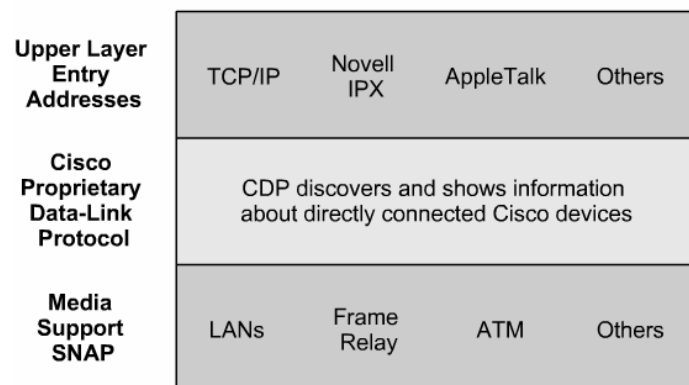 Upper Layer
Entry
Addresses
TCP/IP
Novell
IPX
AppleTalk
Others
Cisco
Proprietary
Data-Link
Protocol
CDP discovers and shows information
about directly connected Cisco devices
Media
Support
SNAP
LANs
Frame
Relay
ATM
Others